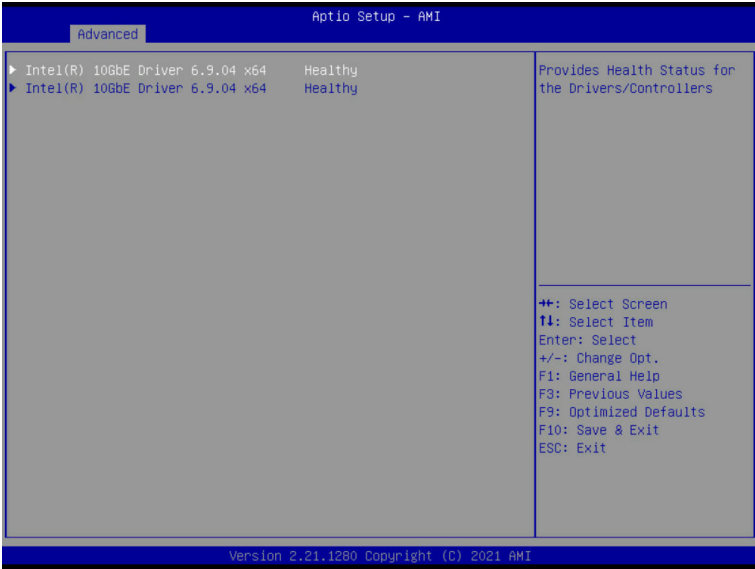 Aptio Setup – AMI
Advanced
▶ Intel(R) 10GbE Driver 6.9.04 x64 Healthy
▶ Intel(R) 10GbE Driver 6.9.04 x64 Healthy
Provides Health Status for
the Drivers/Controllers
→←: Select Screen
↑↓: Select Item
Enter: Select
+/-: Change Opt.
F1: General Help
F3: Previous Values
F9: Optimized Defaults
F10: Save & Exit
ESC: Exit
Version 2.21.1280 Copyright (C) 2021 AMI